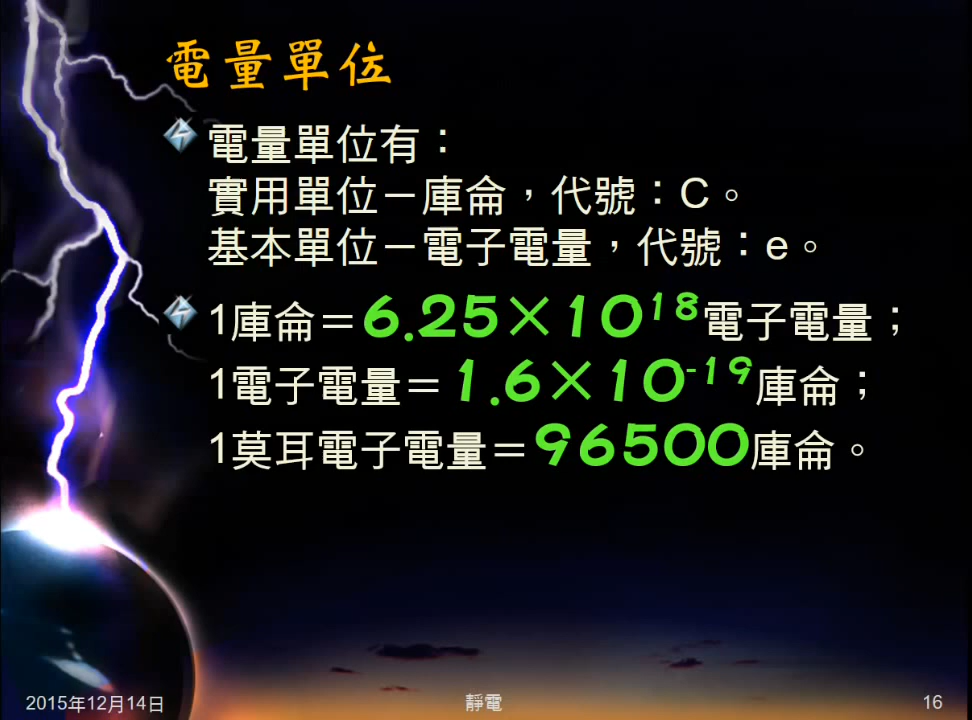 電量單位
電量單位有：
實用單位－庫侖，代號：C。
基本單位－電子電量，代號：e。
1庫侖＝6.25×10¹⁸電子電量；
1電子電量＝1.6×10⁻¹⁹庫侖；
1莫耳電子電量＝96500庫侖。
2015年12月14日
靜電
16